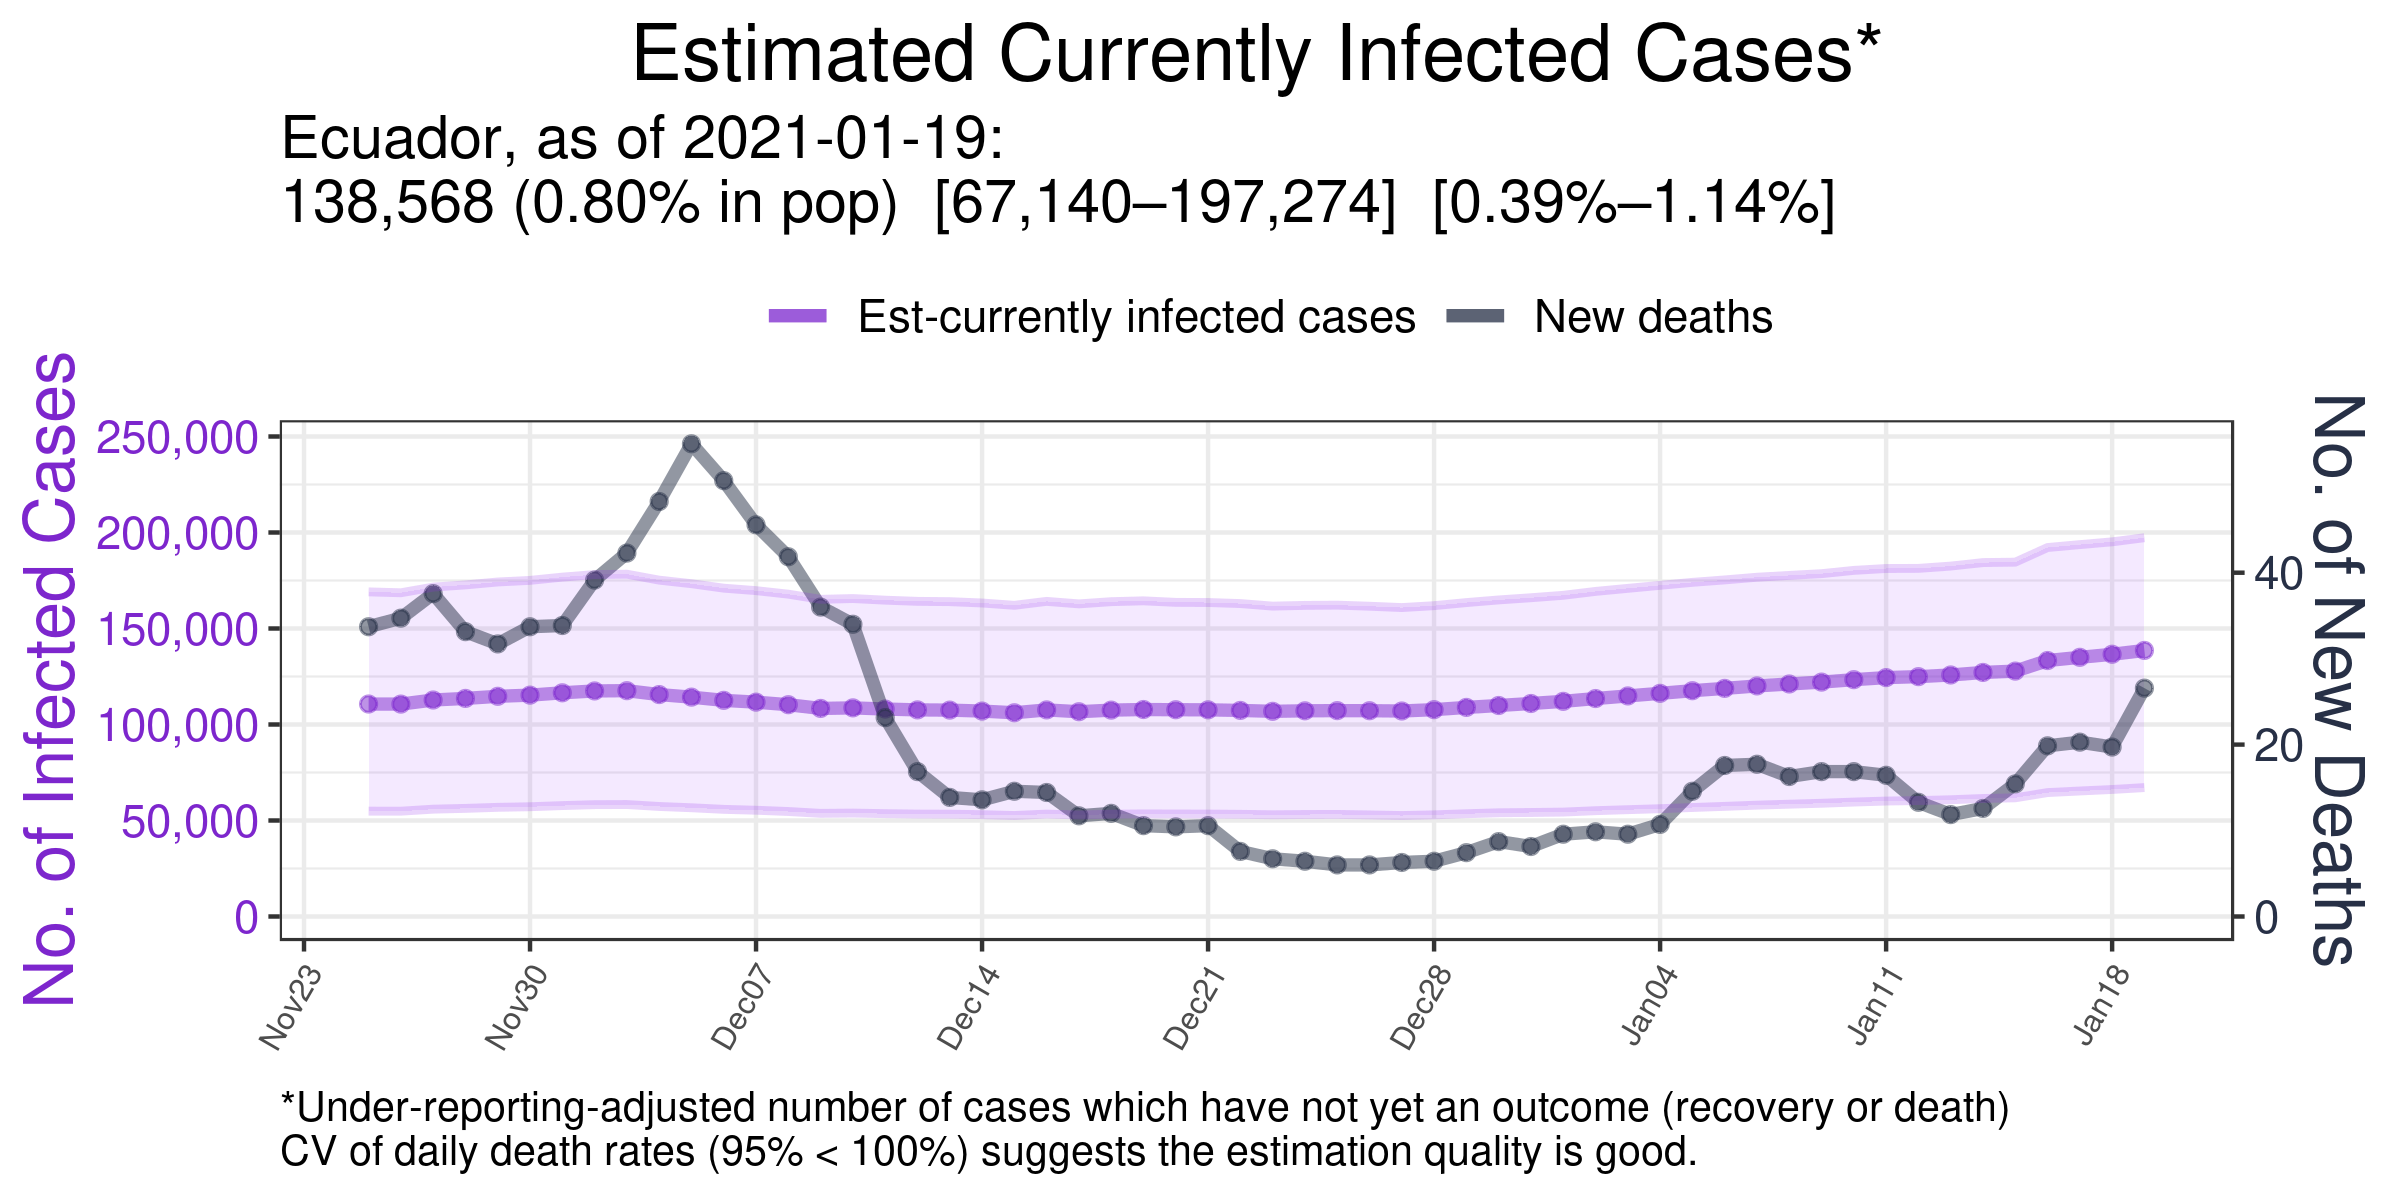 Estimated Currently Infected Cases*
Ecuador, as of 2021-01-19:
138,568 (0.80% in pop)  [67,140–197,274]  [0.39%–1.14%]
Est-currently infected cases
New deaths
No. of Infected Cases
250,000
200,000
150,000
100,000
50,000
0
No. of New Deaths
40
20
0
Nov23
Nov30
Dec07
Dec14
Dec21
Dec28
Jan04
Jan11
Jan18
*Under-reporting-adjusted number of cases which have not yet an outcome (recovery or death)
CV of daily death rates (95% < 100%) suggests the estimation quality is good.